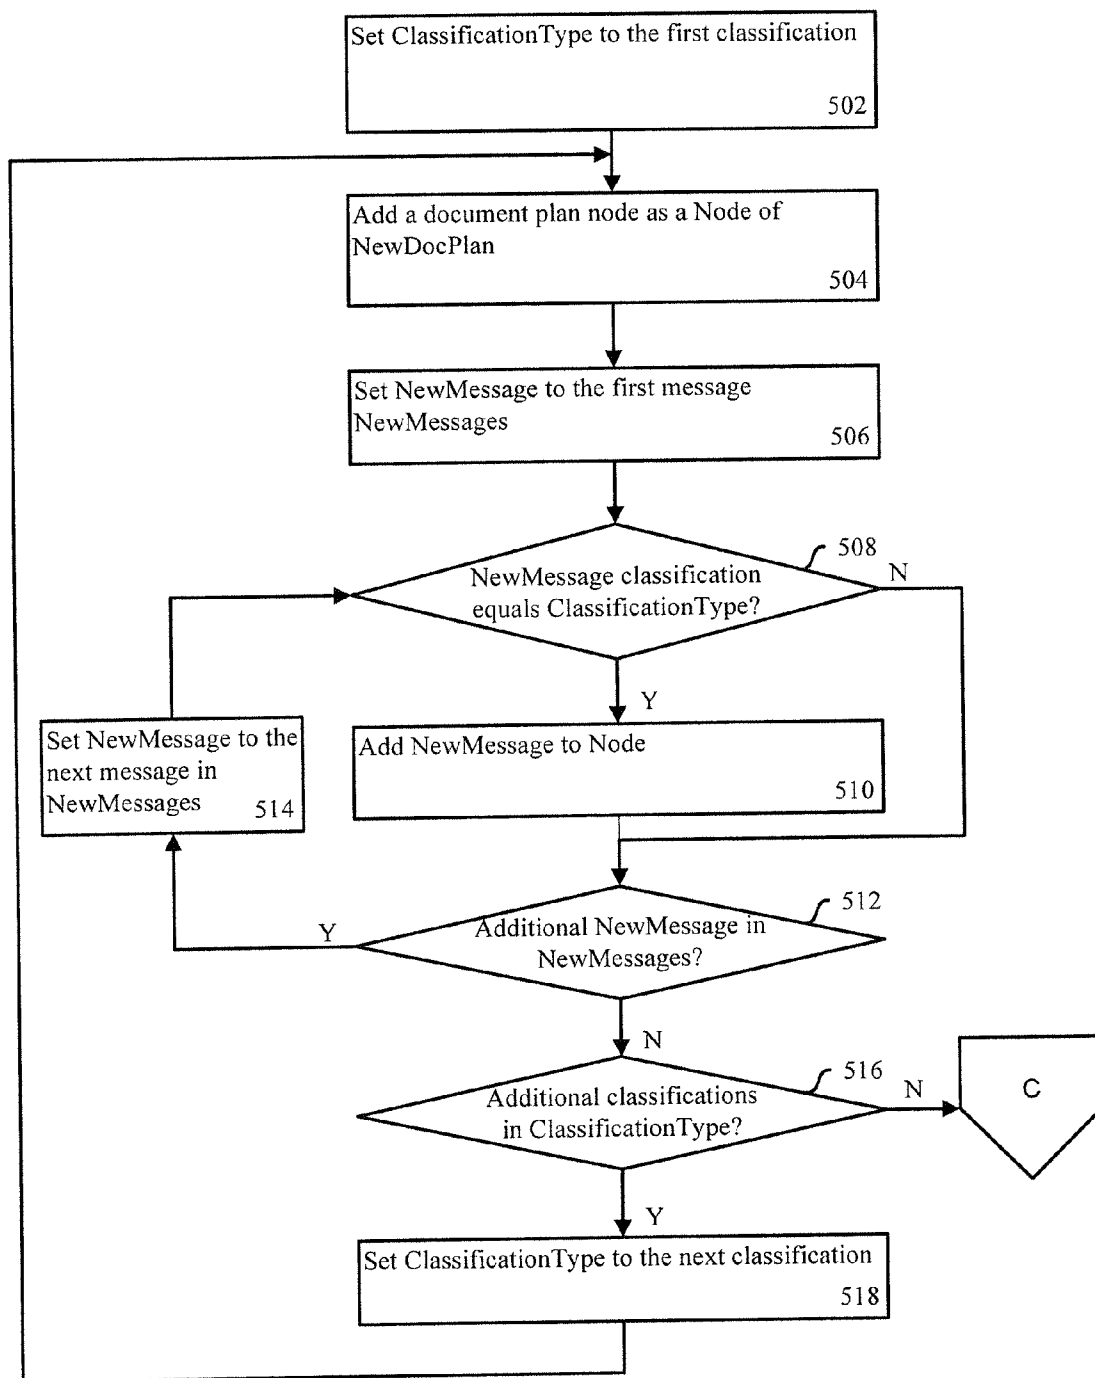 Set ClassificationType to the first classification
502
Add a document plan node as a Node of
NewDocPlan
504
Set NewMessage to the first message
NewMessages
506
508
NewMessage classification
equals ClassificationType?
N
Y
Set NewMessage to the
next message in
NewMessages
514
Add NewMessage to Node
510
512
Additional NewMessage in
NewMessages?
Y
N
516
Additional classifications
in ClassificationType?
N
C
Y
Set ClassificationType to the next classification
518